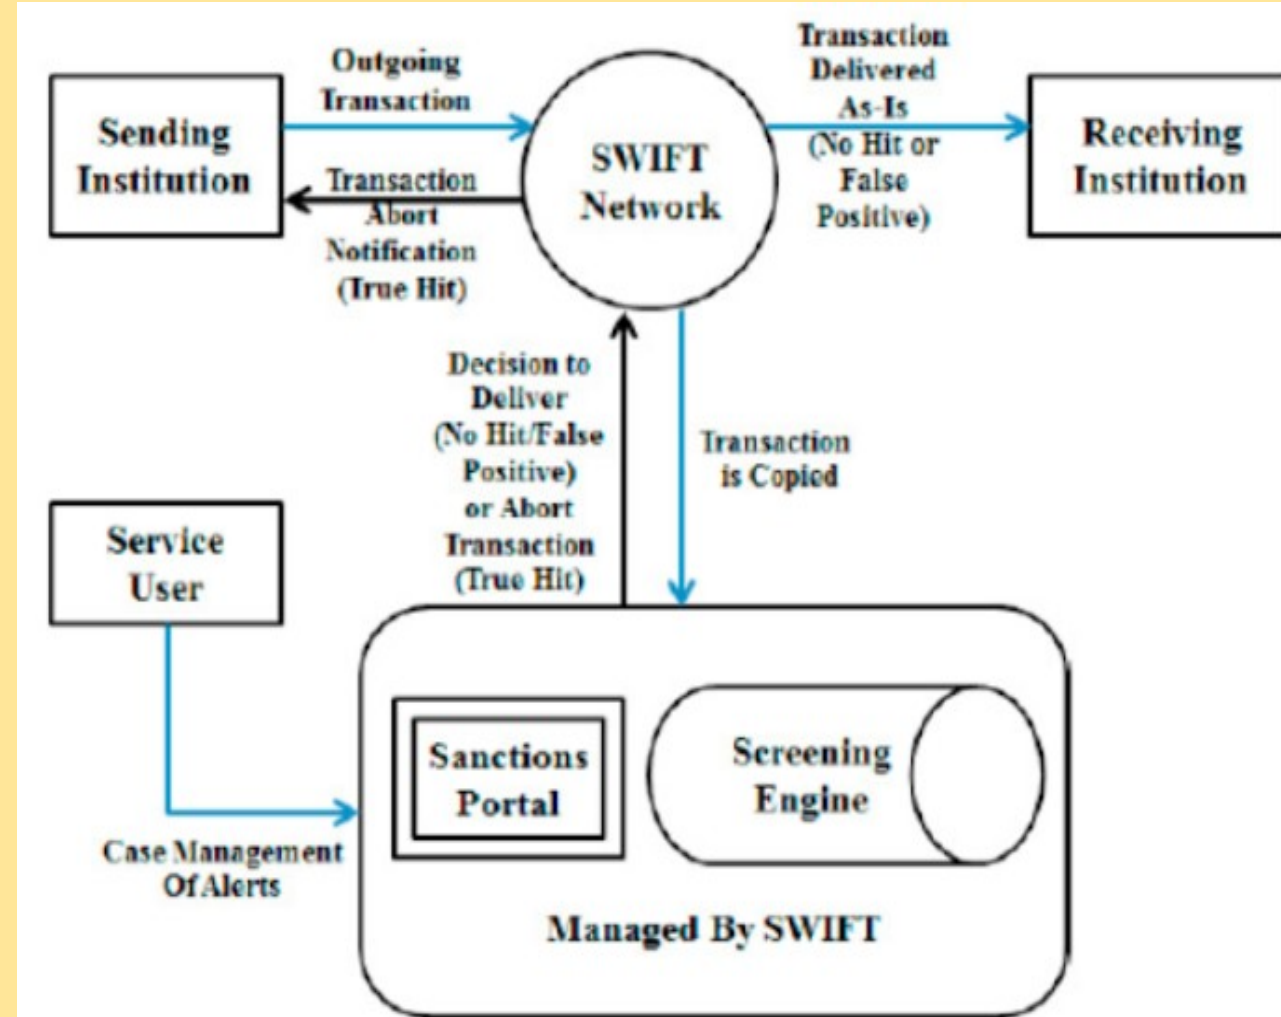 Outgoing
Transaction
Transaction
Delivered
As-Is
(No Hit or
False
Positive)
Sending
Institution
SWIFT
Network
Receiving
Institution
Transaction
Abort
Notification
(True Hit)
Decision to
Deliver
(No Hit/False
Positive)
or Abort
Transaction
(True Hit)
Transaction
is Copied
Service
User
Sanctions
Portal
Screening
Engine
Case Management
Of Alerts
Managed By SWIFT